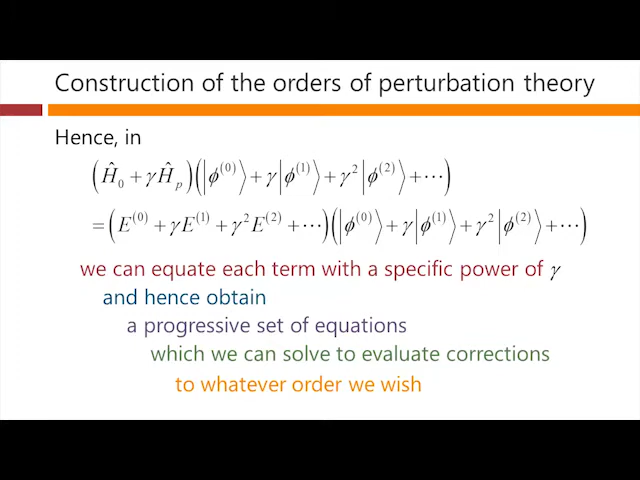 Construction of the orders of perturbation theory
Hence, in
(Ĥ₀ + γĤₚ)(|ϕ⁽⁰⁾⟩ + γ|ϕ⁽¹⁾⟩ + γ²|ϕ⁽²⁾⟩ + ⋯)
= (E⁽⁰⁾ + γE⁽¹⁾ + γ²E⁽²⁾ + ⋯)(|ϕ⁽⁰⁾⟩ + γ|ϕ⁽¹⁾⟩ + γ²|ϕ⁽²⁾⟩ + ⋯)
we can equate each term with a specific power of γ
and hence obtain
a progressive set of equations
which we can solve to evaluate corrections
to whatever order we wish